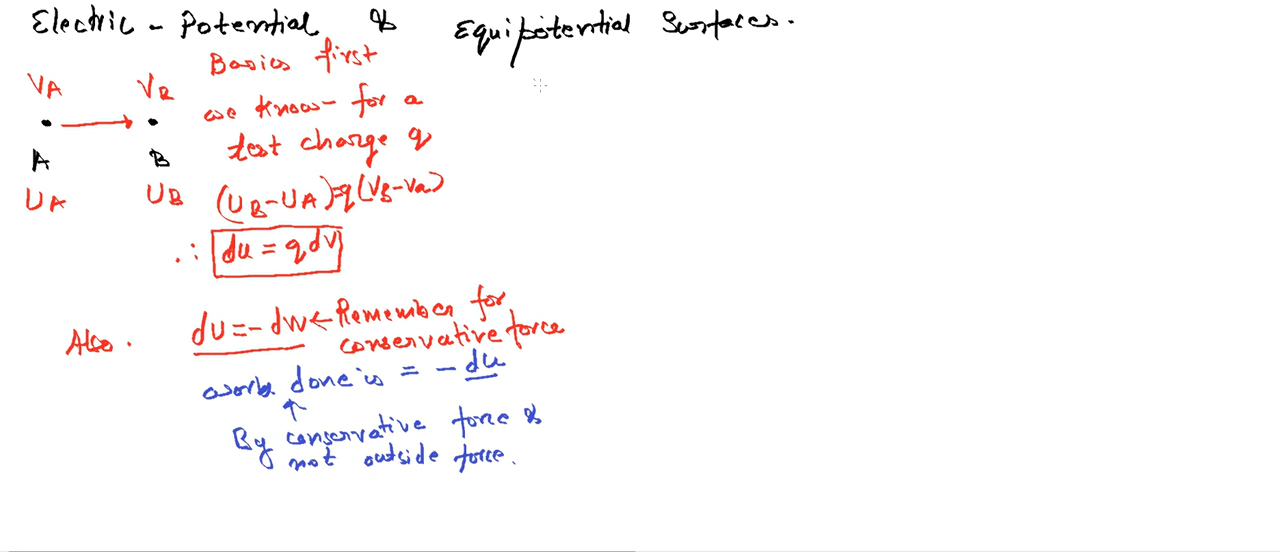 Electric - Potential & Equipotential Surfaces.
Basics first
VA VB
we know - for a
test charge q
A B
UA UB
(UB-UA)=q(VB-Va)
∴ du = qdV
Also. dU=-dW← Remember for
conservative force
work done is = - du
↑
By conservative force &
not outside force.